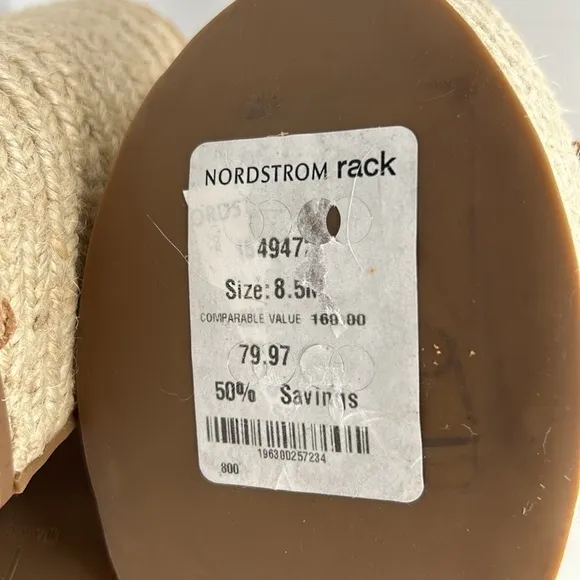 NORDSTROM rack
4947
Size: 8.5
COMPARABLE VALUE 160.00
79.97
50% Savings
196300257234
800